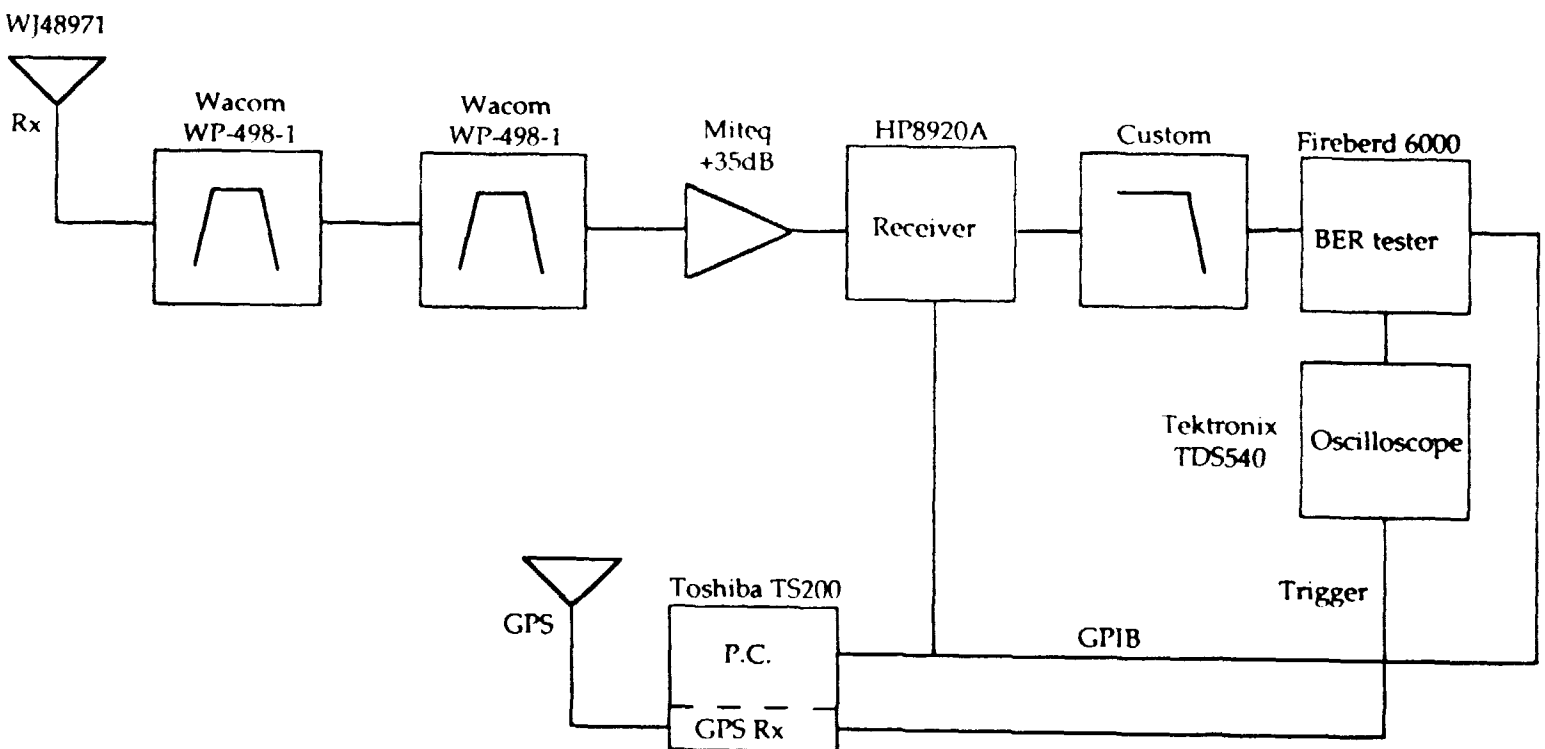 WJ48971
Rx
Wacom
WP-498-1
Wacom
WP-498-1
Miteq
+35dB
HP8920A
Receiver
Custom
Fireberd 6000
BER tester
Tektronix
TDS540
Oscilloscope
Trigger
GPIB
GPS
Toshiba TS200
P.C.
GPS Rx